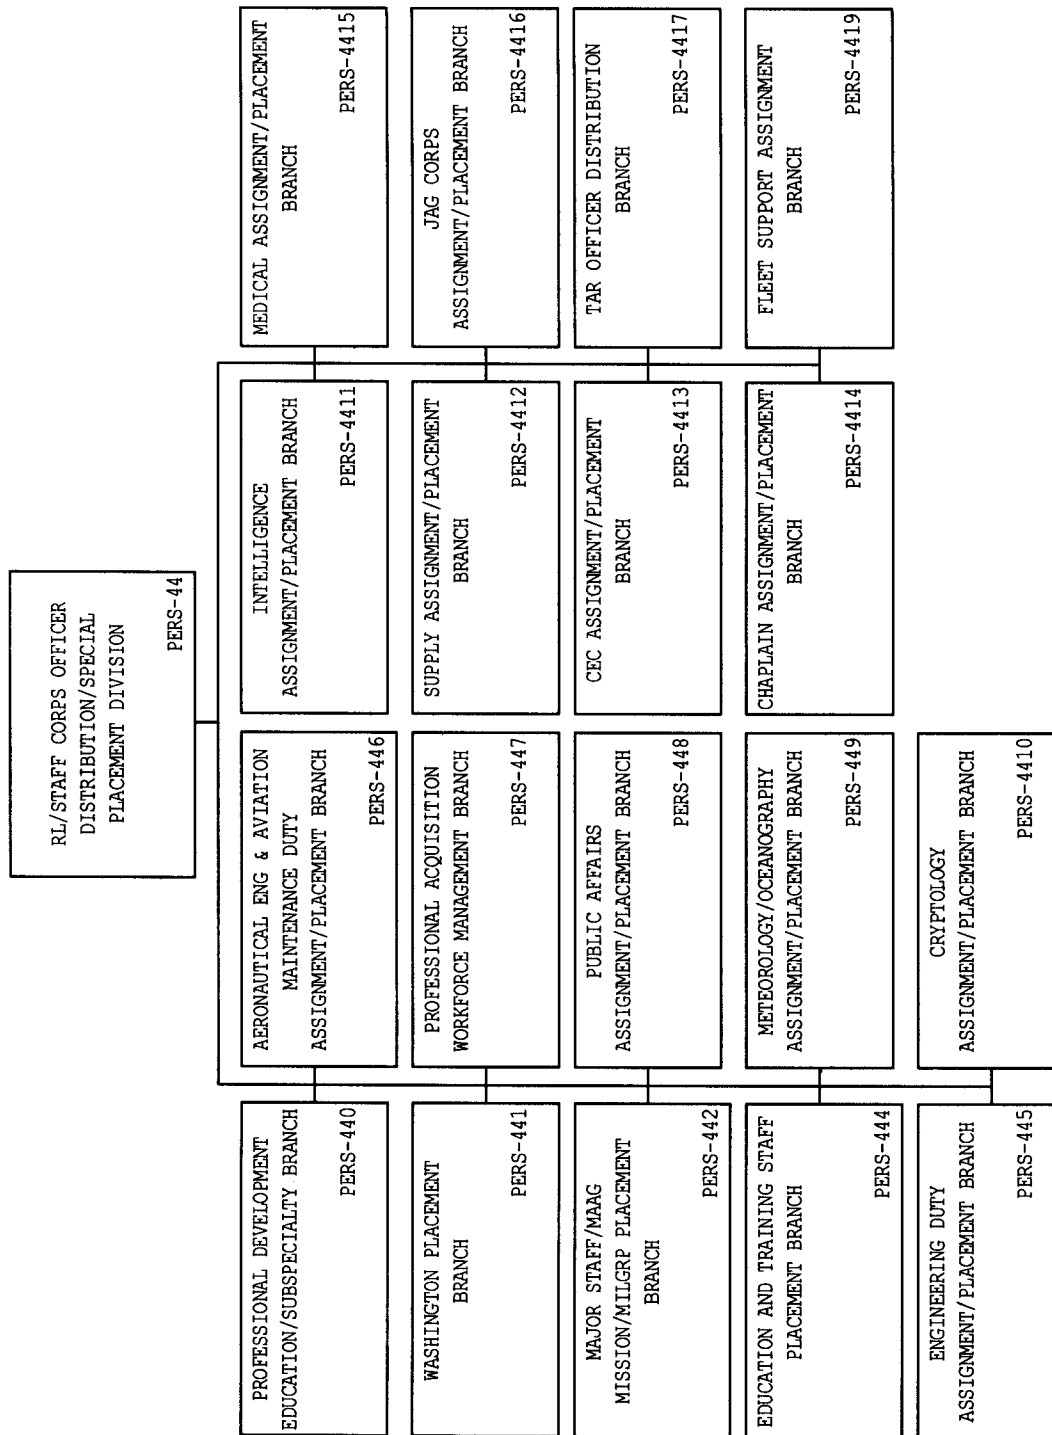 RL/STAFF CORPS OFFICER
DISTRIBUTION/SPECIAL
PLACEMENT DIVISION
PERS-44
PROFESSIONAL DEVELOPMENT
EDUCATION/SUBSPECIALTY BRANCH
PERS-440
AERONAUTICAL ENG & AVIATION
MAINTENANCE DUTY
ASSIGNMENT/PLACEMENT BRANCH
PERS-446
INTELLIGENCE
ASSIGNMENT/PLACEMENT BRANCH
PERS-4411
MEDICAL ASSIGNMENT/PLACEMENT
BRANCH
PERS-4415
WASHINGTON PLACEMENT
BRANCH
PERS-441
PROFESSIONAL ACQUISITION
WORKFORCE MANAGEMENT BRANCH
PERS-447
SUPPLY ASSIGNMENT/PLACEMENT
BRANCH
PERS-4412
JAG CORPS
ASSIGNMENT/PLACEMENT BRANCH
PERS-4416
MAJOR STAFF/MAAG
MISSION/MILGRP PLACEMENT
BRANCH
PERS-442
PUBLIC AFFAIRS
ASSIGNMENT/PLACEMENT BRANCH
PERS-448
CEC ASSIGNMENT/PLACEMENT
BRANCH
PERS-4413
TAR OFFICER DISTRIBUTION
BRANCH
PERS-4417
EDUCATION AND TRAINING STAFF
PLACEMENT BRANCH
PERS-444
METEOROLOGY/OCEANOGRAPHY
ASSIGNMENT/PLACEMENT BRANCH
PERS-449
CHAPLAIN ASSIGNMENT/PLACEMENT
BRANCH
PERS-4414
FLEET SUPPORT ASSIGNMENT
BRANCH
PERS-4419
ENGINEERING DUTY
ASSIGNMENT/PLACEMENT BRANCH
PERS-445
CRYPTOLOGY
ASSIGNMENT/PLACEMENT BRANCH
PERS-4410